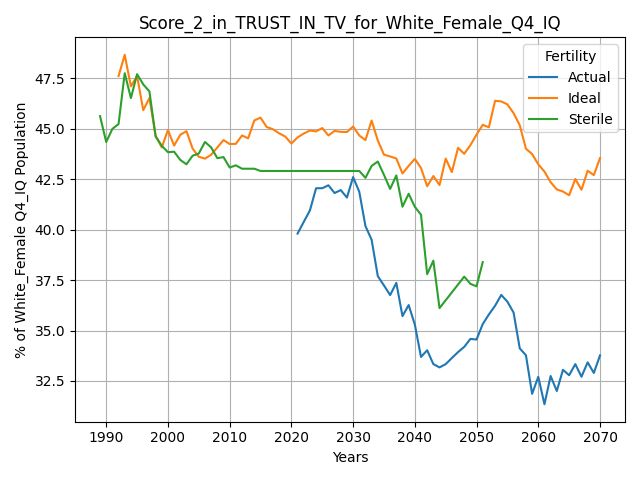 Score_2_in_TRUST_IN_TV_for_White_Female_Q4_IQ
Fertility
Actual
Ideal
Sterile
% of White_Female Q4_IQ Population
47.5
45.0
42.5
40.0
37.5
35.0
32.5
1990 2000 2010 2020 2030 2040 2050 2060 2070
Years